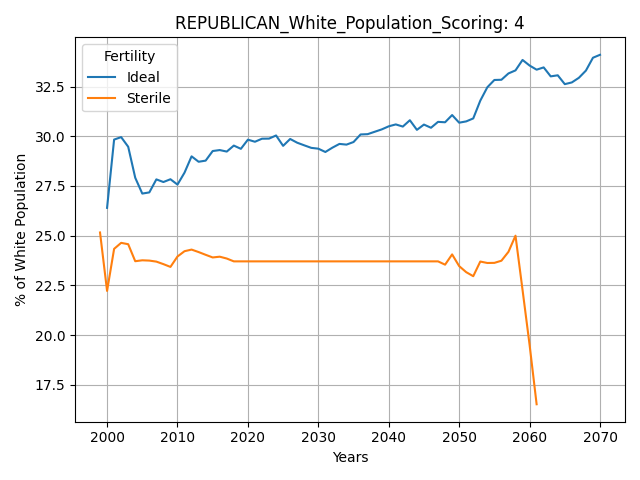 REPUBLICAN_White_Population_Scoring: 4
Fertility
Ideal
Sterile
% of White Population
32.5
30.0
27.5
25.0
22.5
20.0
17.5
2000 2010 2020 2030 2040 2050 2060 2070
Years